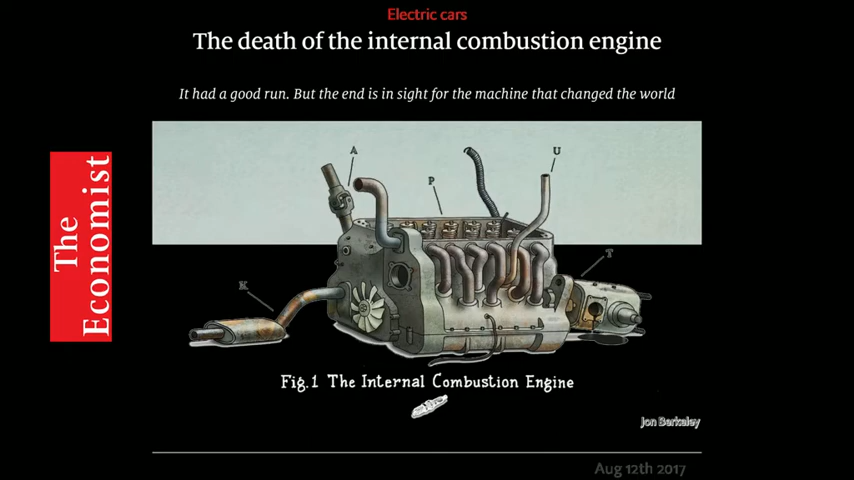 Electric cars
The death of the internal combustion engine
It had a good run. But the end is in sight for the machine that changed the world
The
Economist
A
P
U
K
T
Fig.1 The Internal Combustion Engine
Jon Berkeley
Aug 12th 2017